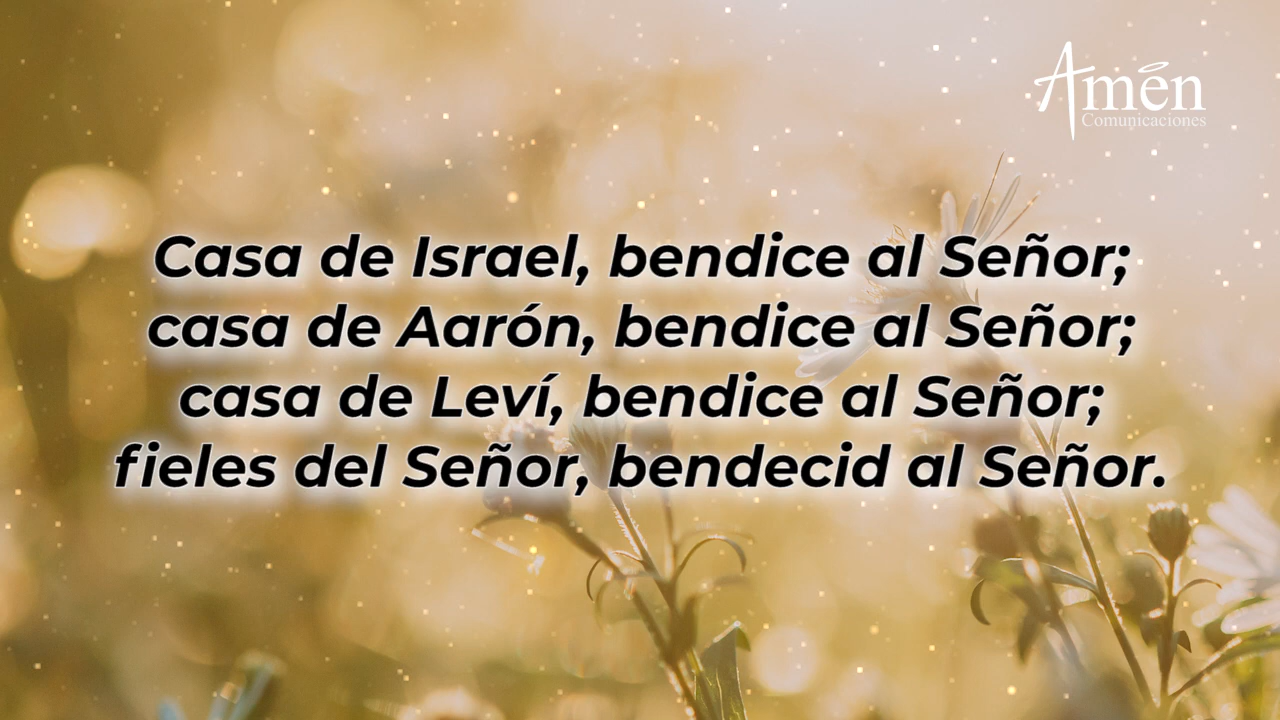 Amén
Comunicaciones
Casa de Israel, bendice al Señor;
casa de Aarón, bendice al Señor;
casa de Leví, bendice al Señor;
fieles del Señor, bendecid al Señor.